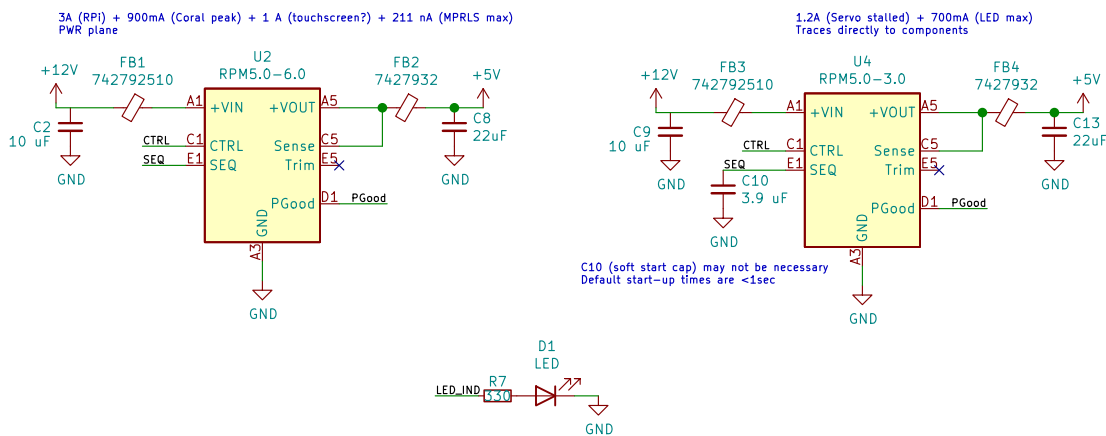 3A (RPi) + 900mA (Coral peak) + 1 A (touchscreen?) + 211 nA (MPRLS max)
PWR plane
+12V
FB1
742792510
U2
RPM5.0-6.0
FB2
7427932
+5V
A1
+VIN
+VOUT
A5
C2
10 uF
CTRL
C1
CTRL
Sense
C5
SEQ
E1
SEQ
Trim
E5
C8
22uF
GND
GND
PGood
D1
PGood
GND
A3
GND
1.2A (Servo stalled) + 700mA (LED max)
Traces directly to components
+12V
FB3
742792510
U4
RPM5.0-3.0
FB4
7427932
+5V
A1
+VIN
+VOUT
A5
C9
10 uF
CTRL
C1
CTRL
Sense
C5
SEQ
E1
SEQ
Trim
E5
C13
22uF
GND
C10
3.9 uF
GND
GND
PGood
D1
PGood
GND
A3
GND
C10 (soft start cap) may not be necessary
Default start-up times are <1sec
D1
LED
LED_IND
R7
330
GND